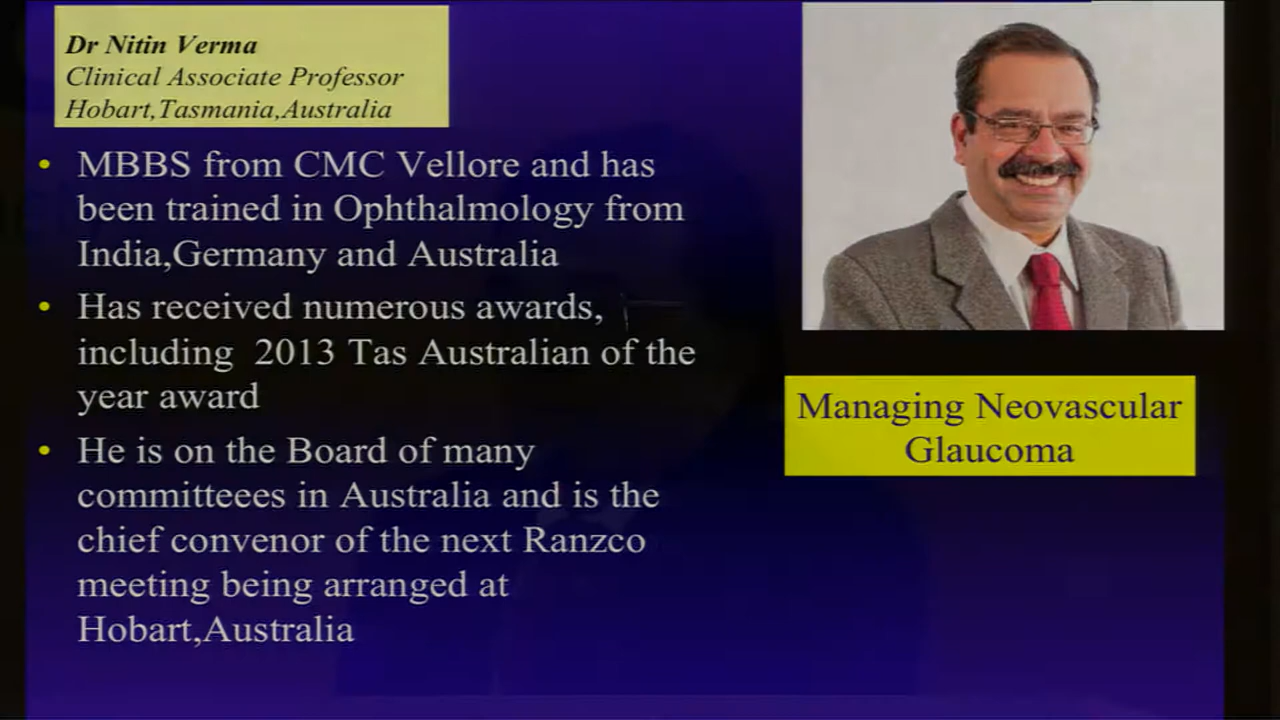 Dr Nitin Verma
Clinical Associate Professor
Hobart,Tasmania,Australia
• MBBS from CMC Vellore and has
been trained in Ophthalmology from
India,Germany and Australia
• Has received numerous awards,
including 2013 Tas Australian of the
year award
• He is on the Board of many
committeees in Australia and is the
chief convenor of the next Ranzco
meeting being arranged at
Hobart,Australia
Managing Neovascular
Glaucoma